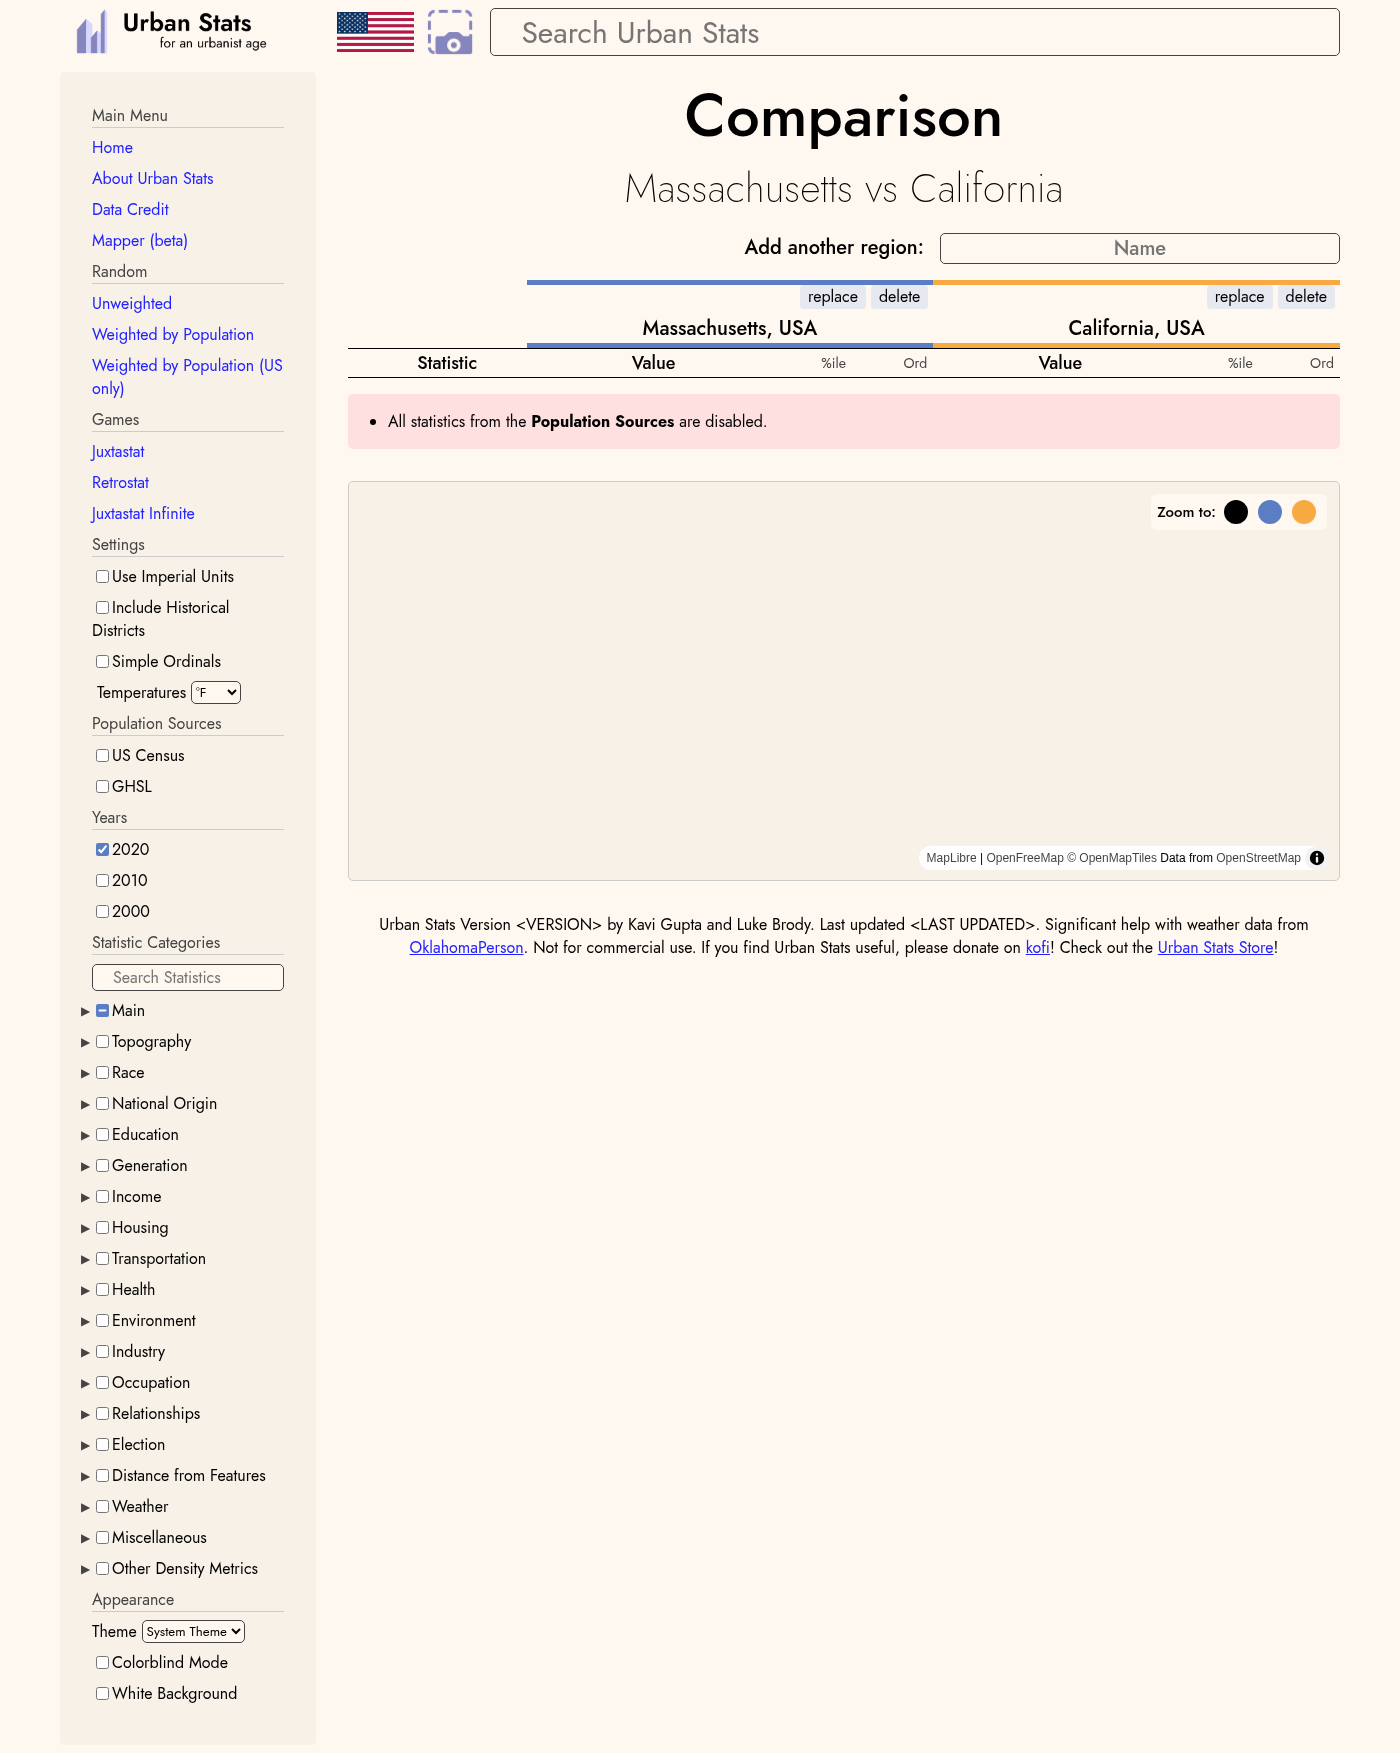 Urban Stats
for an urbanist age
Search Urban Stats
Main Menu
Home
About Urban Stats
Data Credit
Mapper (beta)
Random
Unweighted
Weighted by Population
Weighted by Population (US
only)
Games
Juxtastat
Retrostat
Juxtastat Infinite
Settings
Use Imperial Units
Include Historical
Districts
Simple Ordinals
Temperatures °F
Population Sources
US Census
GHSL
Years
2020
2010
2000
Statistic Categories
Search Statistics
Main
Topography
Race
National Origin
Education
Generation
Income
Housing
Transportation
Health
Environment
Industry
Occupation
Relationships
Election
Distance from Features
Weather
Miscellaneous
Other Density Metrics
Appearance
Theme System Theme
Colorblind Mode
White Background
Comparison
Massachusetts vs California
Add another region: Name
replace delete replace delete
Massachusetts, USA California, USA
Statistic Value %ile Ord Value %ile Ord
All statistics from the Population Sources are disabled.
Zoom to:
MapLibre | OpenFreeMap © OpenMapTiles Data from OpenStreetMap
Urban Stats Version <VERSION> by Kavi Gupta and Luke Brody. Last updated <LAST UPDATED>. Significant help with weather data from
OklahomaPerson. Not for commercial use. If you find Urban Stats useful, please donate on kofi! Check out the Urban Stats Store!